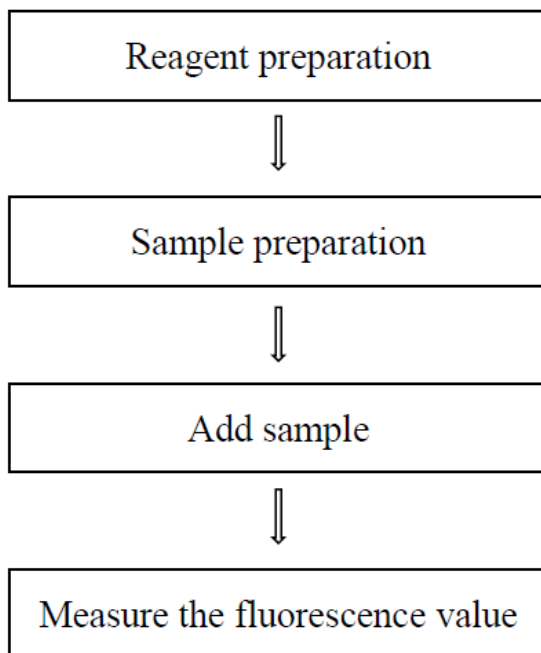 Reagent preparation
Sample preparation
Add sample
Measure the fluorescence value